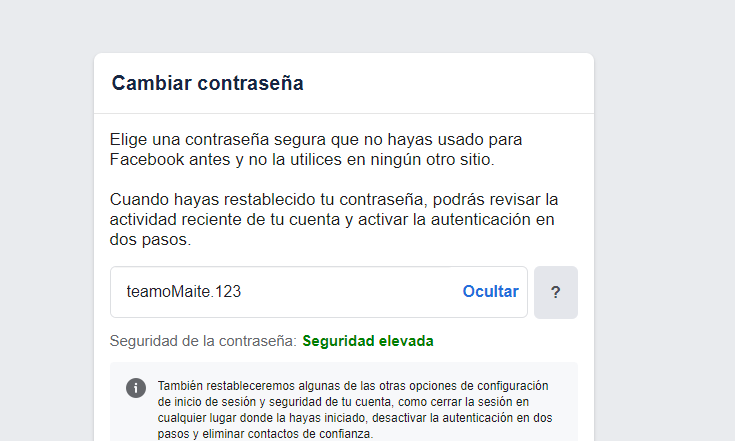 Cambiar contraseña
Elige una contraseña segura que no hayas usado para
Facebook antes y no la utilices en ningún otro sitio.
Cuando hayas restablecido tu contraseña, podrás revisar la
actividad reciente de tu cuenta y activar la autenticación en
dos pasos.
teamoMaite.123 Ocultar ?
Seguridad de la contraseña: Seguridad elevada
i También restableceremos algunas de las otras opciones de configuración
de inicio de sesión y seguridad de tu cuenta, como cerrar la sesión en
cualquier lugar donde la hayas iniciado, desactivar la autenticación en dos
pasos y eliminar contactos de confianza.